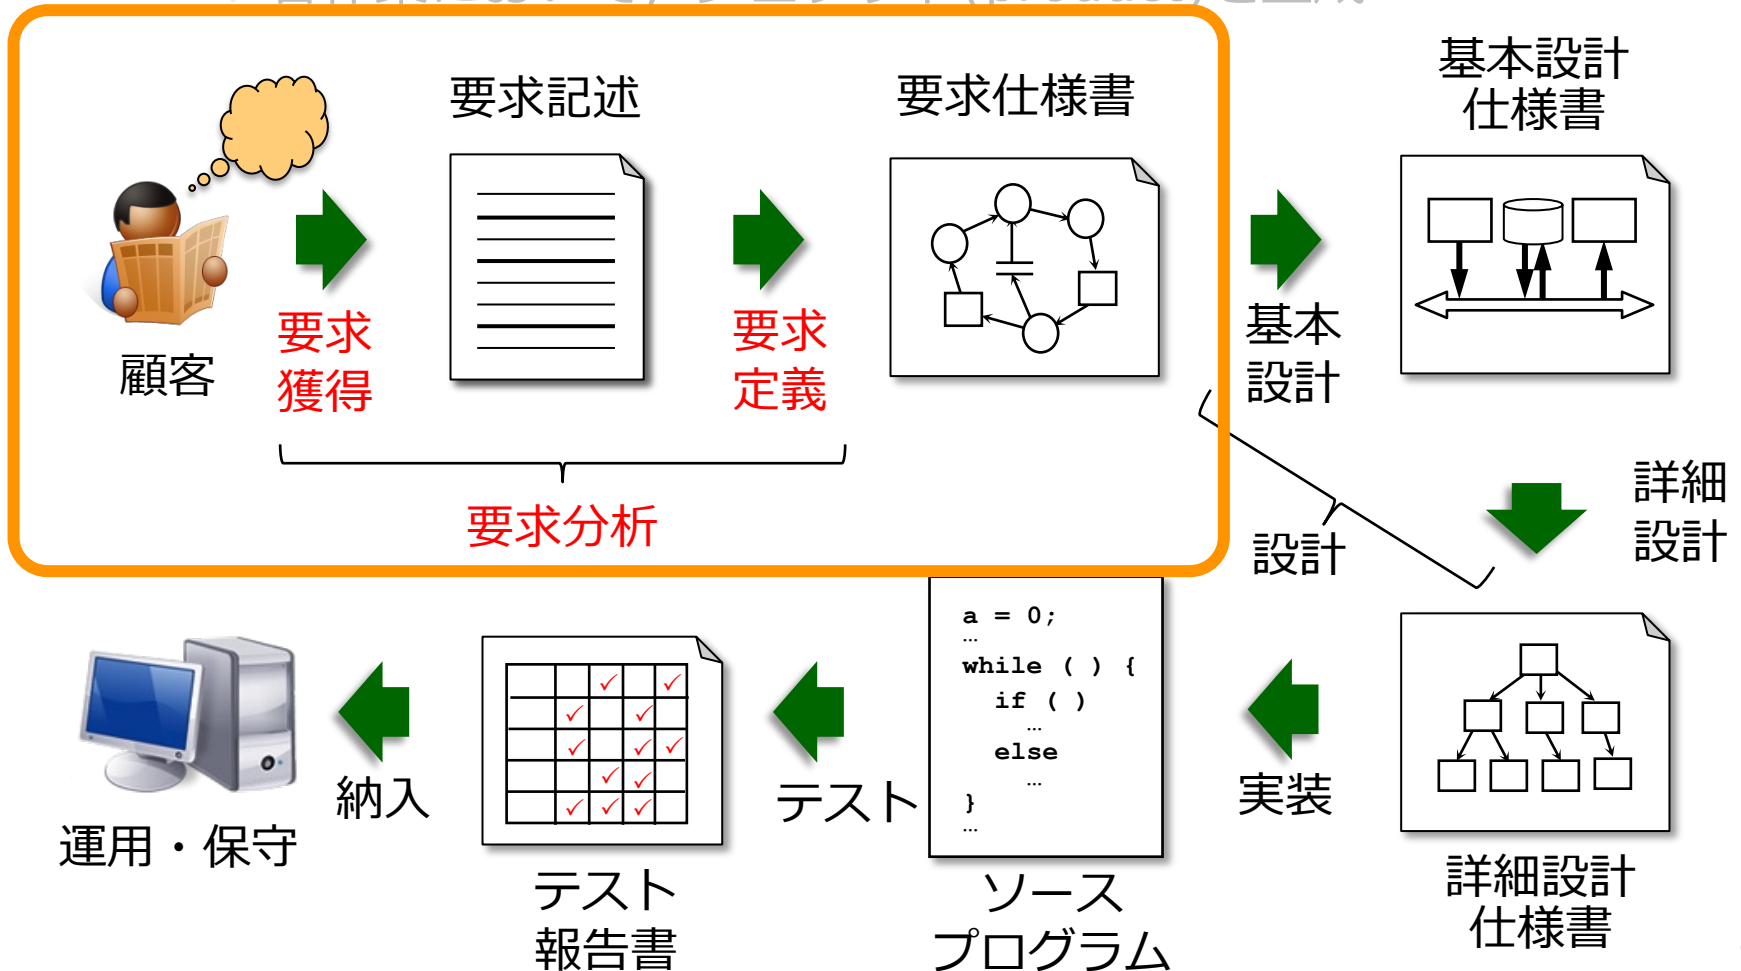 (product)
要求記述
要求仕様書
基本設計
仕様書
顧客
要求
獲得
要求
定義
基本
設計
要求分析
設計
詳細
設計
a = 0;
…
while ( ) {
if ( )
…
else
…
}
…
運用・保守
納入
テスト
報告書
テスト
ソース
プログラム
実装
詳細設計
仕様書